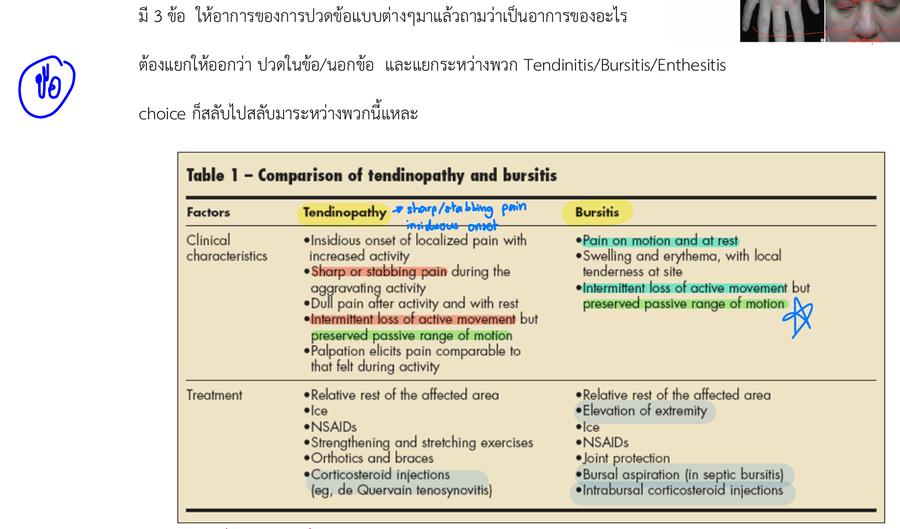 มี 3 ข้อ ให้อาการของการปวดข้อแบบต่างๆมาแล้วถามว่าเป็นอาการของอะไร
ต้องแยกให้ออกว่า ปวดในข้อ/นอกข้อ และแยกระหว่างพวก Tendinitis/Bursitis/Enthesitis
ข้อ
choice ก็สลับไปสลับมาระหว่างพวกนี้แหละ
Table 1 – Comparison of tendinopathy and bursitis
Factors
Tendinopathy → sharp/stabbing pain
insiduous onset
Bursitis
Clinical
characteristics
•Insidious onset of localized pain with
increased activity
•Sharp or stabbing pain during the
aggravating activity
•Dull pain after activity and with rest
•Intermittent loss of active movement but
preserved passive range of motion
•Palpation elicits pain comparable to
that felt during activity
•Pain on motion and at rest
•Swelling and erythema, with local
tenderness at site
•Intermittent loss of active movement but
preserved passive range of motion
Treatment
•Relative rest of the affected area
•Ice
•NSAIDs
•Strengthening and stretching exercises
•Orthotics and braces
•Corticosteroid injections
(eg, de Quervain tenosynovitis)
•Relative rest of the affected area
•Elevation of extremity
•Ice
•NSAIDs
•Joint protection
•Bursal aspiration (in septic bursitis)
•Intrabursal corticosteroid injections